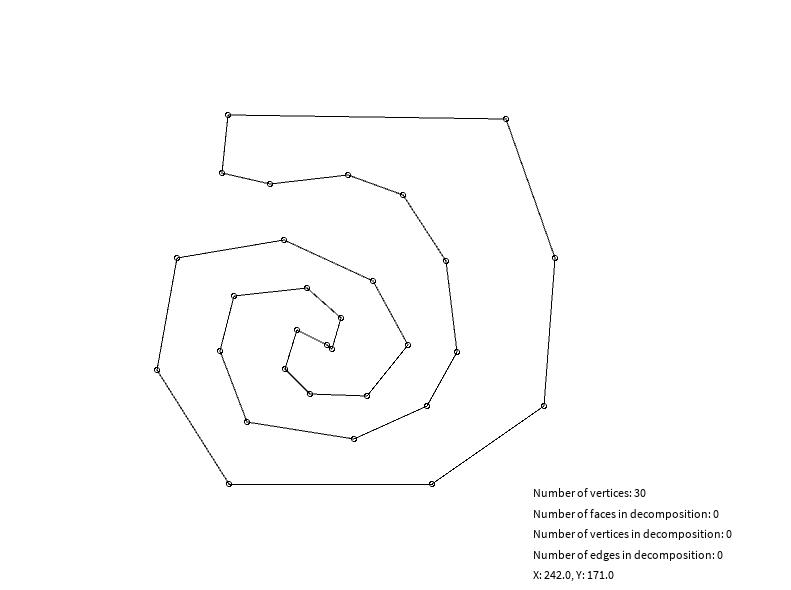 Number of vertices: 30
Number of faces in decomposition: 0
Number of vertices in decomposition: 0
Number of edges in decomposition: 0
X: 242.0, Y: 171.0